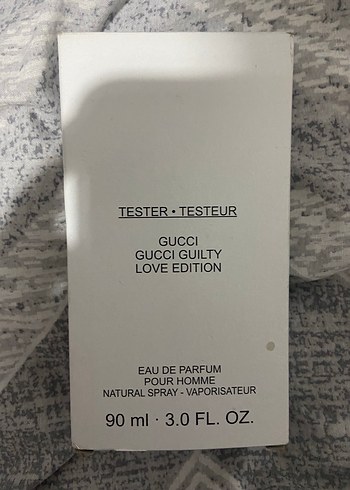 TESTER • TESTEUR
GUCCI
GUCCI GUILTY
LOVE EDITION
EAU DE PARFUM
POUR HOMME
NATURAL SPRAY - VAPORISATEUR
90 ml · 3.0 FL. OZ.